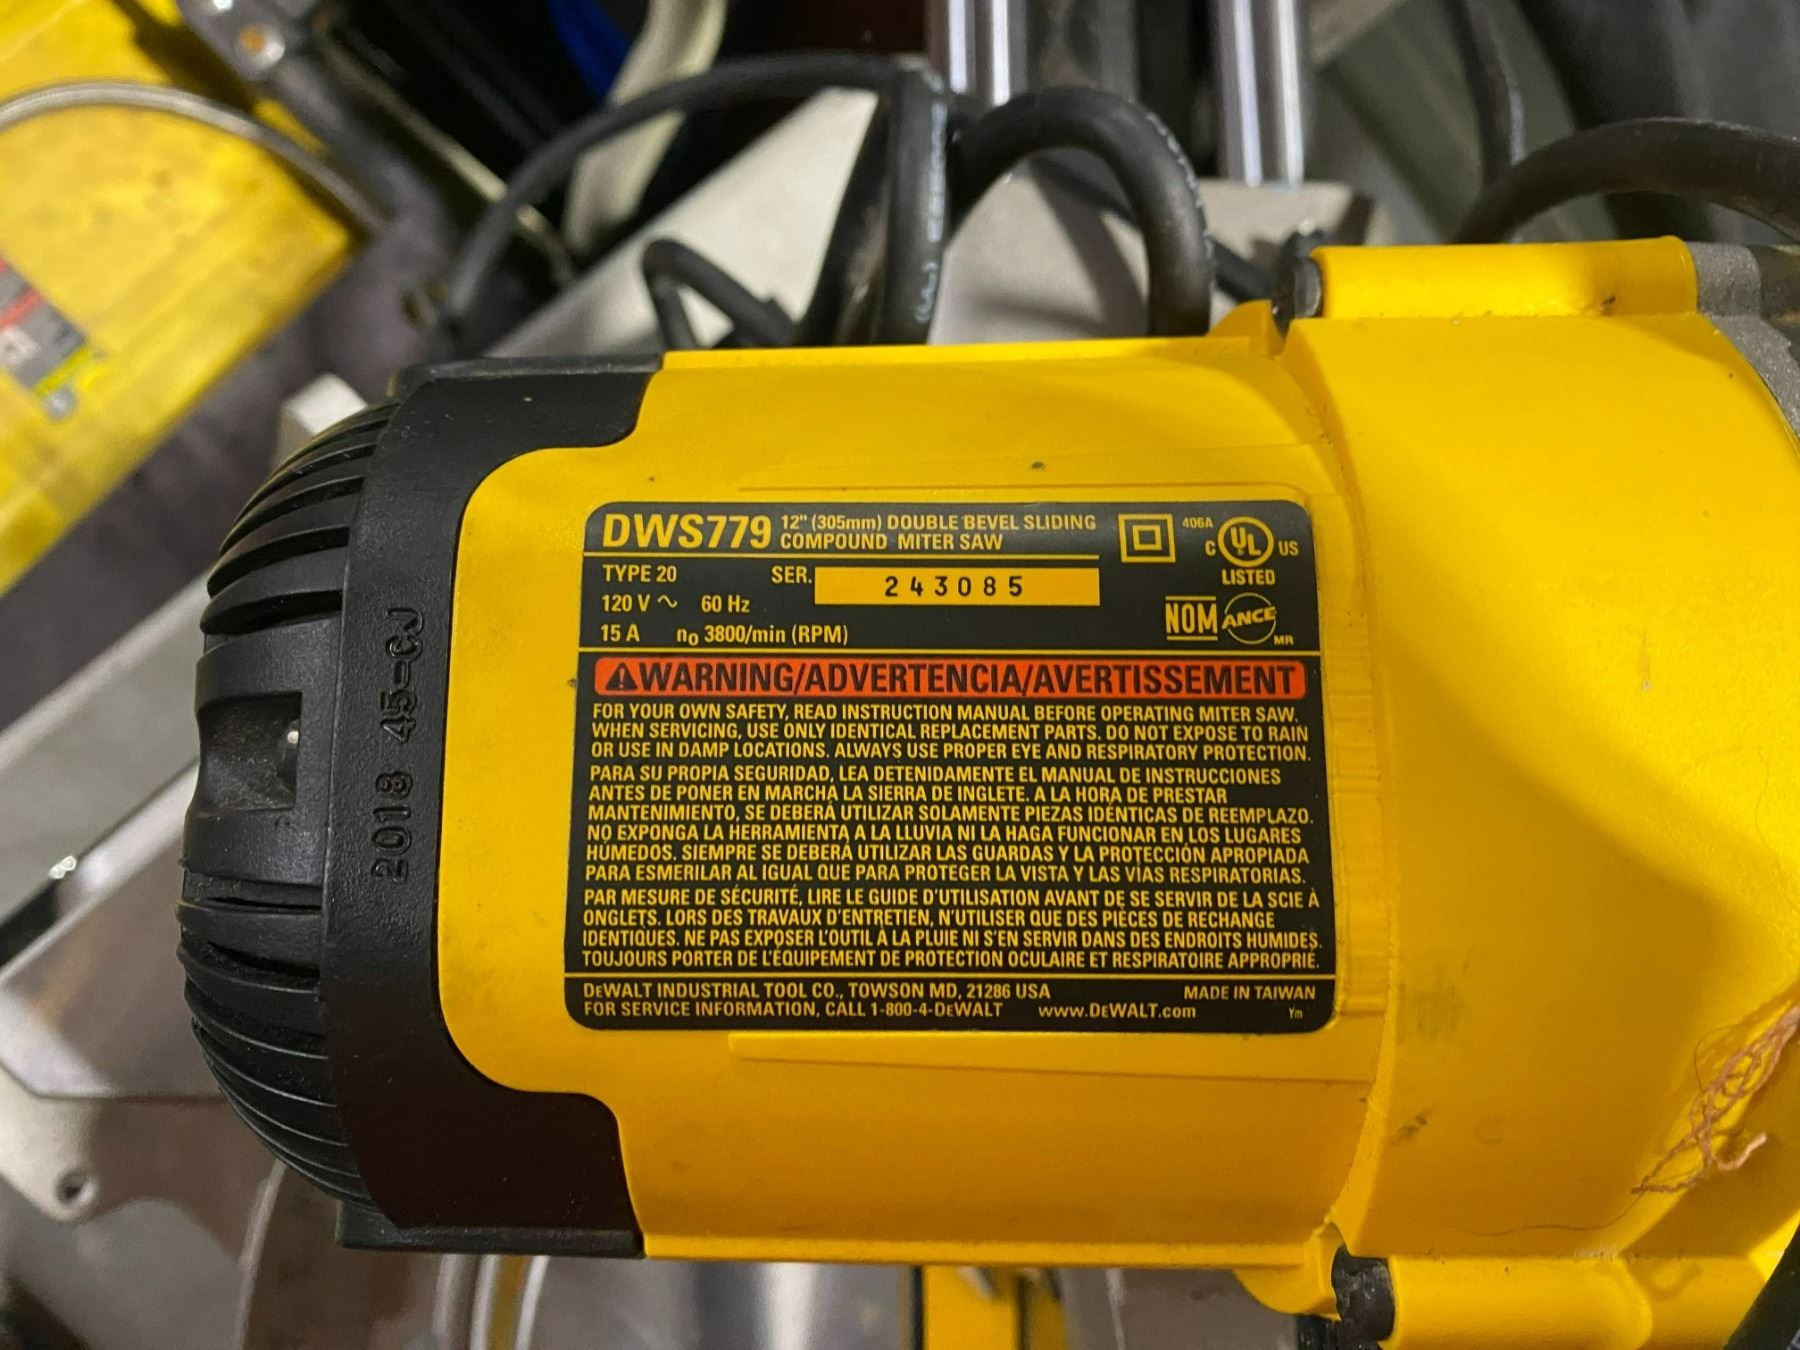 DWS779 12" (305mm) DOUBLE BEVEL SLIDING
COMPOUND MITER SAW
406A
C UL US
LISTED
TYPE 20 SER. 243085
120 V ~ 60 Hz
15 A n₀ 3800/min (RPM)
NOM ANCE MR
WARNING/ADVERTENCIA/AVERTISSEMENT
FOR YOUR OWN SAFETY, READ INSTRUCTION MANUAL BEFORE OPERATING MITER SAW.
WHEN SERVICING, USE ONLY IDENTICAL REPLACEMENT PARTS. DO NOT EXPOSE TO RAIN
OR USE IN DAMP LOCATIONS. ALWAYS USE PROPER EYE AND RESPIRATORY PROTECTION.
PARA SU PROPIA SEGURIDAD, LEA DETENIDAMENTE EL MANUAL DE INSTRUCCIONES
ANTES DE PONER EN MARCHA LA SIERRA DE INGLETE. A LA HORA DE PRESTAR
MANTENIMIENTO, SE DEBERÁ UTILIZAR SOLAMENTE PIEZAS IDÉNTICAS DE REEMPLAZO.
NO EXPONGA LA HERRAMIENTA A LA LLUVIA NI LA HAGA FUNCIONAR EN LOS LUGARES
HÚMEDOS. SIEMPRE SE DEBERÁ UTILIZAR LAS GUARDAS Y LA PROTECCIÓN APROPIADA
PARA ESMERILAR AL IGUAL QUE PARA PROTEGER LA VISTA Y LAS VÍAS RESPIRATORIAS.
PAR MESURE DE SÉCURITÉ, LIRE LE GUIDE D'UTILISATION AVANT DE SE SERVIR DE LA SCIE À
ONGLETS. LORS DES TRAVAUX D'ENTRETIEN, N'UTILISER QUE DES PIÈCES DE RECHANGE
IDENTIQUES. NE PAS EXPOSER L'OUTIL À LA PLUIE NI S'EN SERVIR DANS DES ENDROITS HUMIDES.
TOUJOURS PORTER DE L'ÉQUIPEMENT DE PROTECTION OCULAIRE ET RESPIRATOIRE APPROPRIÉ.
DEWALT INDUSTRIAL TOOL CO., TOWSON MD, 21286 USA MADE IN TAIWAN
FOR SERVICE INFORMATION, CALL 1-800-4-DEWALT www.DEWALT.com Ym
2018 45-CJ